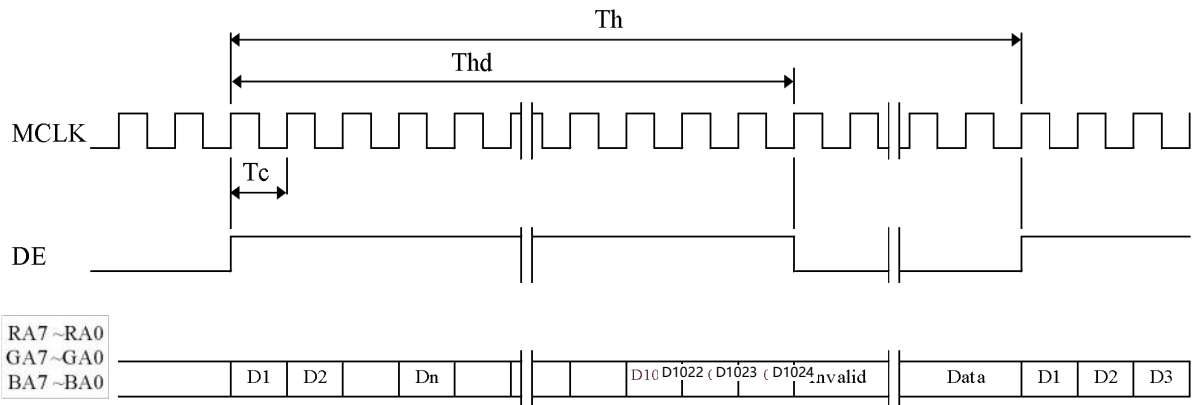 Th
Thd
MCLK
Tc
DE
RA7 ~RA0
GA7~GA0
BA7 ~BA0
D1 D2 Dn D1022 D1023 D1024 Invalid Data D1 D2 D3